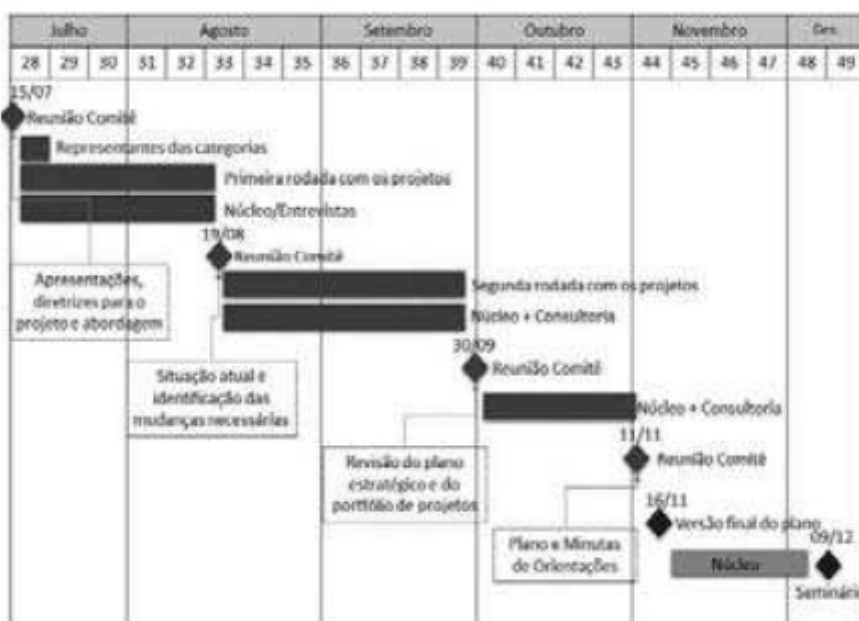 Julho Agosto Setembro Outubro Novembro Dez
28 29 30 31 32 33 34 35 36 37 38 39 40 41 42 43 44 45 46 47 48 49
15/07
Reunião Comitê
Representantes das categorias
Primeira rodada com os projetos
Núcleo/Entrevistas
19/08
Reunião Comitê
Apresentações,
diretrizes para o
projeto e abordagem
Segunda rodada com os projetos
Núcleo + Consultoria
30/09
Reunião Comitê
Situação atual e
identificação das
mudanças necessárias
Núcleo + Consultoria
11/11
Reunião Comitê
Revisão do plano
estratégico e do
portfólio de projetos
16/11
Versão final do plano
09/12
Plano e Minutas
de Orientações
Núcleo
Seminário